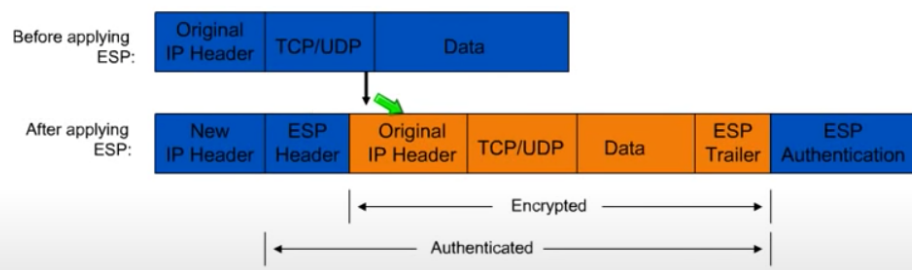 Before applying
ESP:
Original
IP Header
TCP/UDP
Data
After applying
ESP:
New
IP Header
ESP
Header
Original
IP Header
TCP/UDP
Data
ESP
Trailer
ESP
Authentication
Encrypted
Authenticated